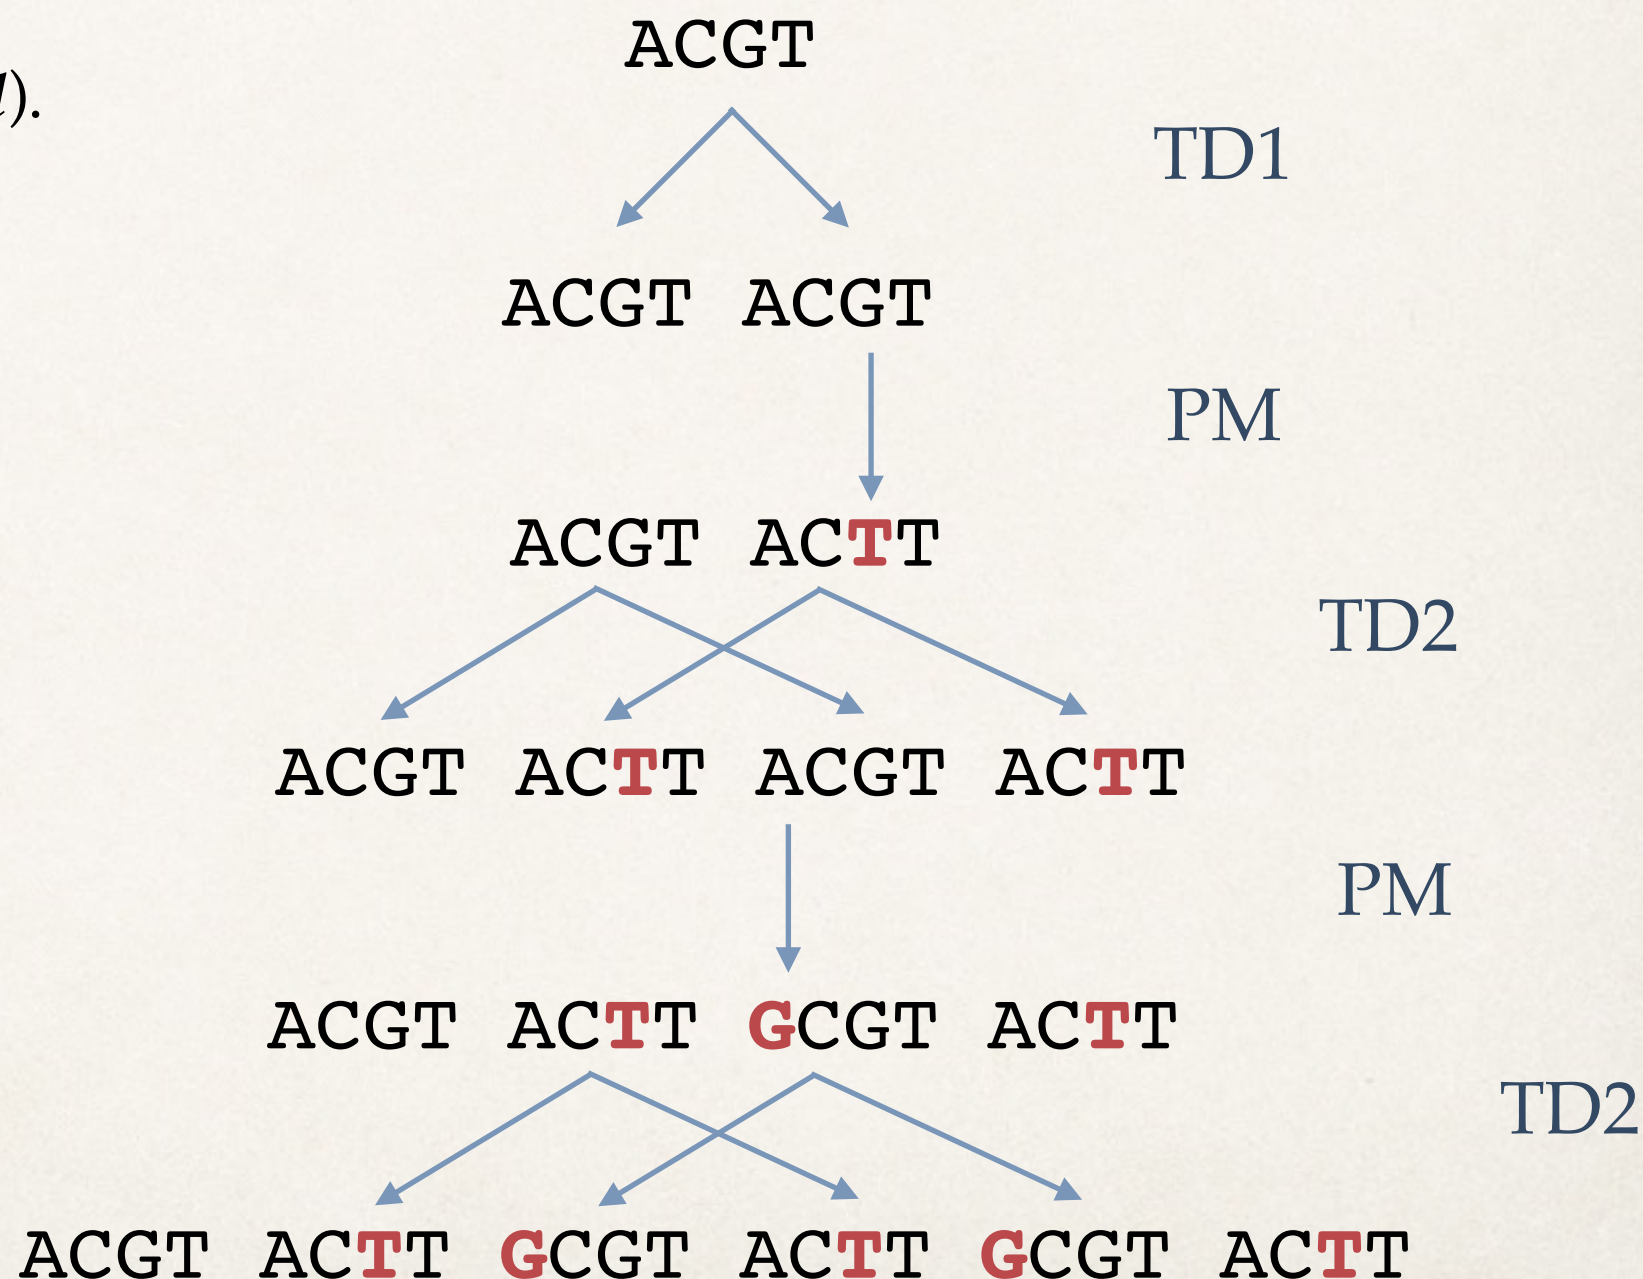 ACGT
).
TD1
ACGT ACGT
PM
ACGT ACTT
TD2
ACGT ACTT ACGT ACTT
PM
ACGT ACTT GCGT ACTT
TD2
ACGT ACTT GCGT ACTT GCGT ACTT